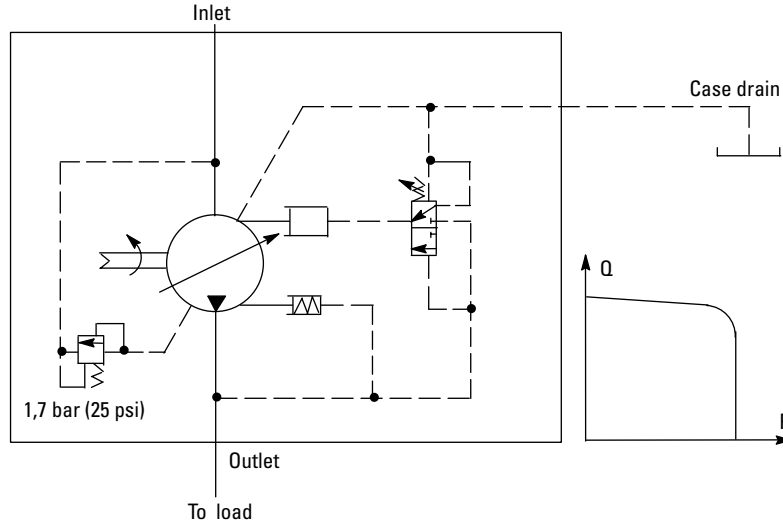 Inlet
Case drain
Q
1,7 bar (25 psi)
Outlet
To load